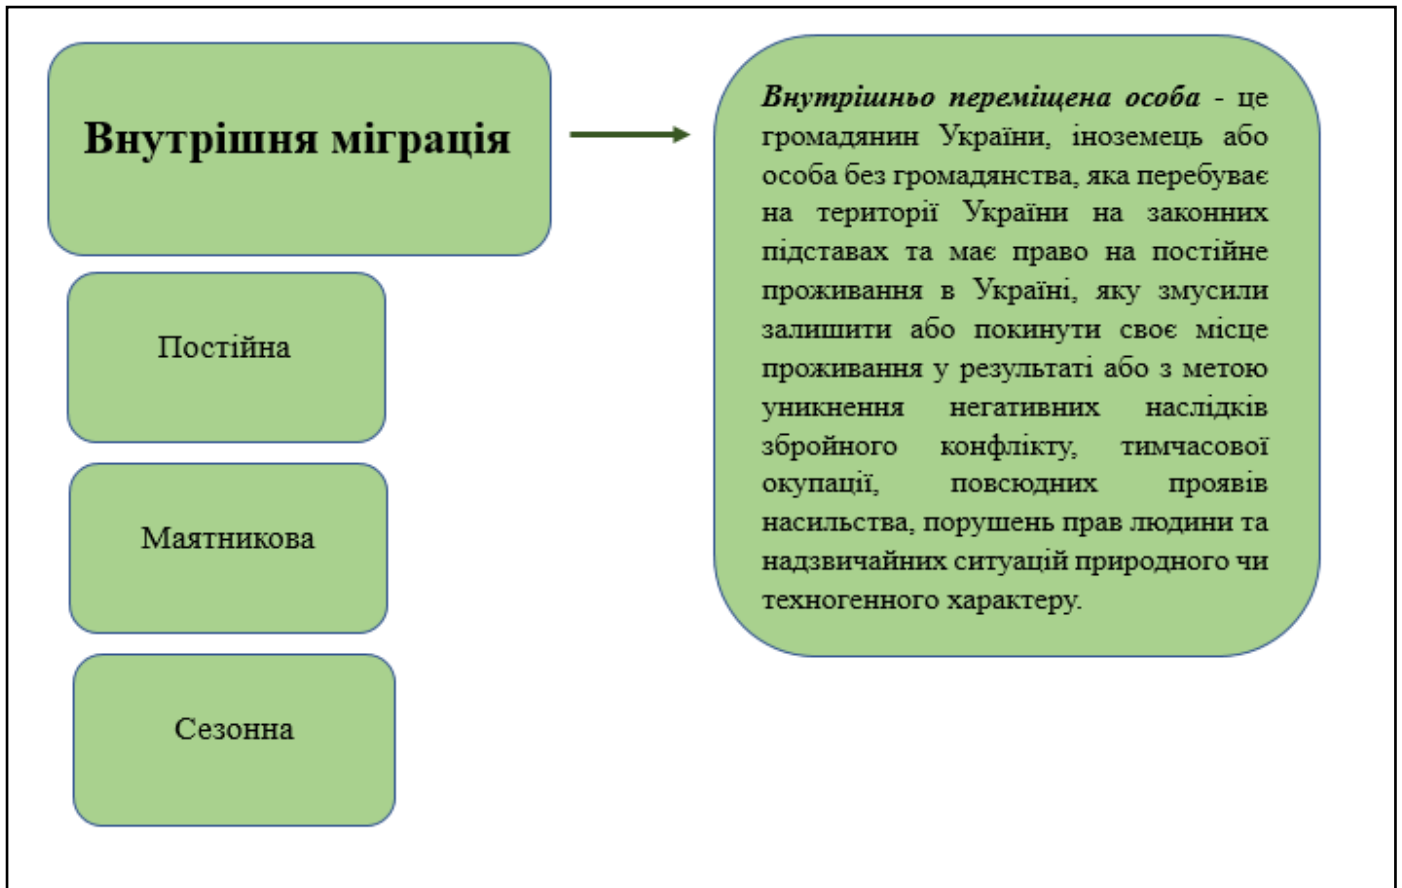 Внутрішня міграція
Постійна
Маятникова
Сезонна
Внутрішньо переміщена особа - це
громадянин України, іноземець або
особа без громадянства, яка перебуває
на території України на законних
підставах та має право на постійне
проживання в Україні, яку змусили
залишити або покинути своє місце
проживання у результаті або з метою
уникнення негативних наслідків
збройного конфлікту, тимчасової
окупації, повсюдних проявів
насильства, порушень прав людини та
надзвичайних ситуацій природного чи
техногенного характеру.